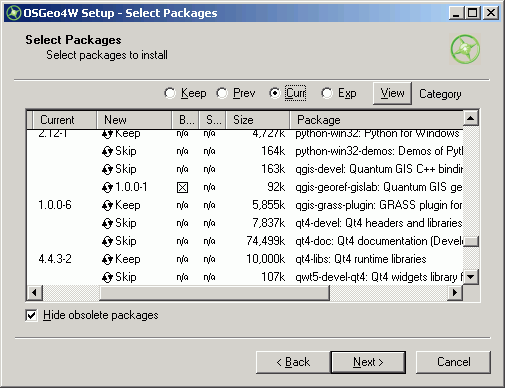 OSGeo4W Setup - Select Packages
Select Packages
Select packages to install
Keep Prev Curr Exp View Category
Current New B... S... Size Package
2.12-1 Keep n/a n/a 4,727k python-win32: Python for Windows
Skip n/a n/a 164k python-win32-demos: Demos of Pyt
Skip n/a n/a 163k qgis-devel: Quantum GIS C++ bindin
1.0.0-1 n/a 92k qgis-georef-gislab: Quantum GIS ge
1.0.0-6 Keep n/a n/a 5,855k qgis-grass-plugin: GRASS plugin for
Skip n/a n/a 7,837k qt4-devel: Qt4 headers and libraries
Skip n/a n/a 74,499k qt4-doc: Qt4 documentation (Devel
4.4.3-2 Keep n/a n/a 10,000k qt4-libs: Qt4 runtime libraries
Skip n/a n/a 107k qwt5-devel-qt4: Qt4 widgets library f
Hide obsolete packages
< Back Next > Cancel